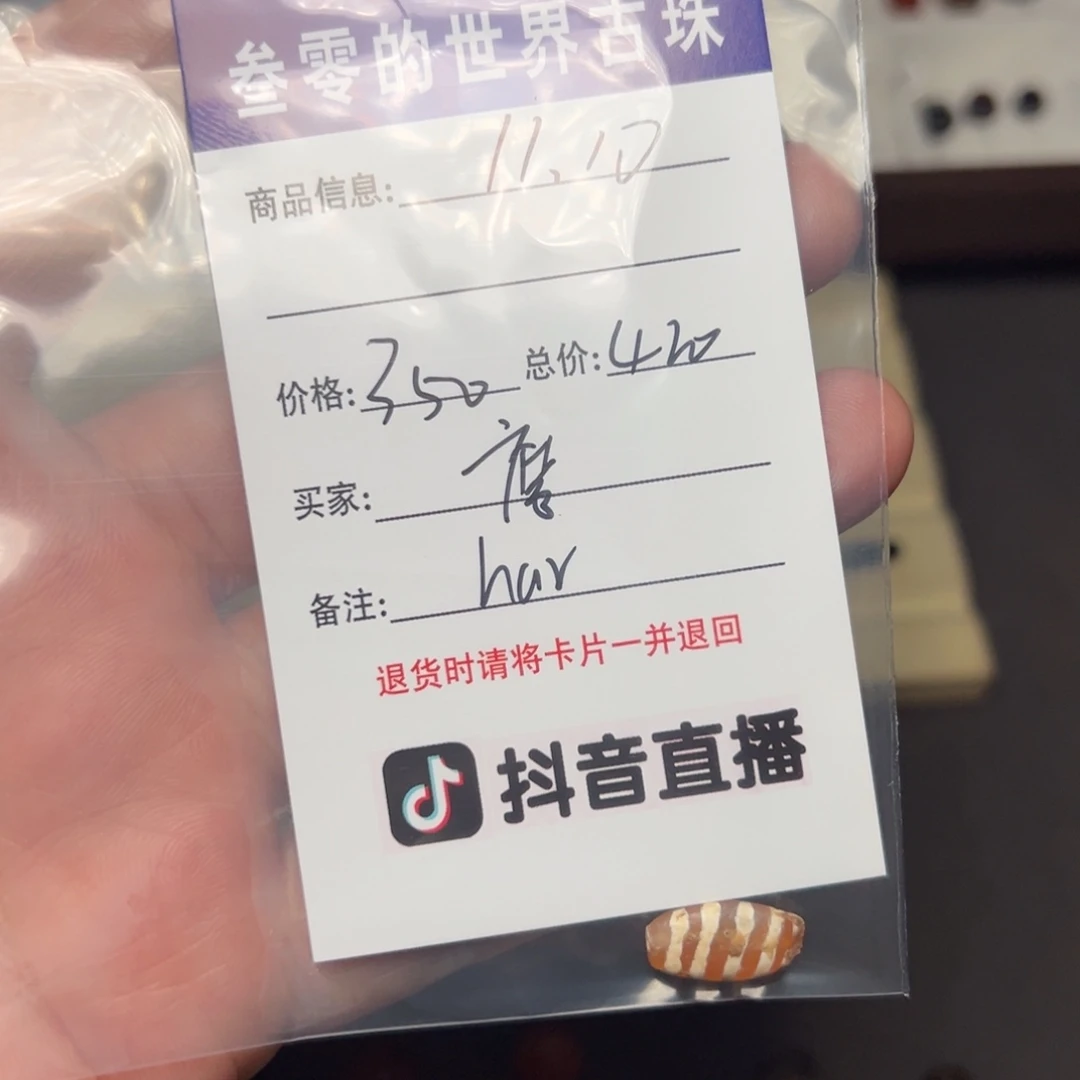 叁零的世界古珠
商品信息: 11.10
价格: 350 总价: 420
买家:
备注: har
退货时请将卡片一并退回
抖音直播